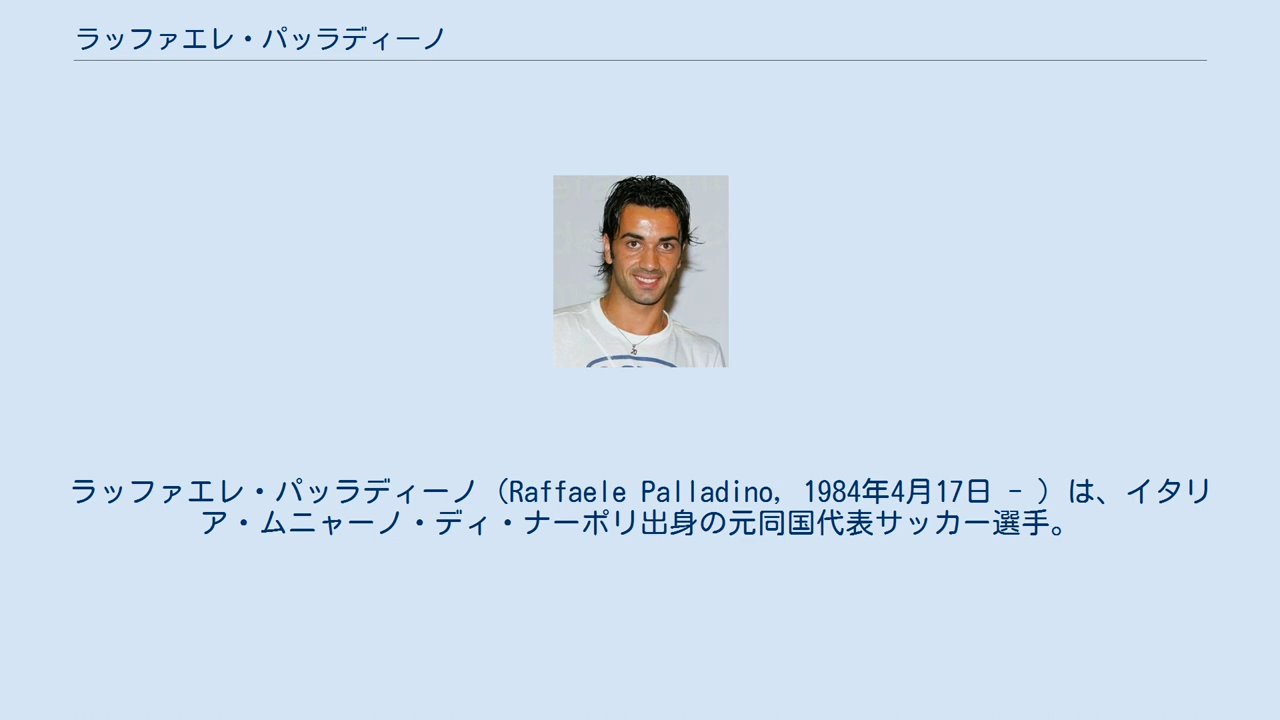 ラッファエレ・パッラディーノ
ラッファエレ・パッラディーノ（Raffaele Palladino, 1984年4月17日 - ）は、イタリ
ア・ムニャーノ・ディ・ナーポリ出身の元同国代表サッカー選手。